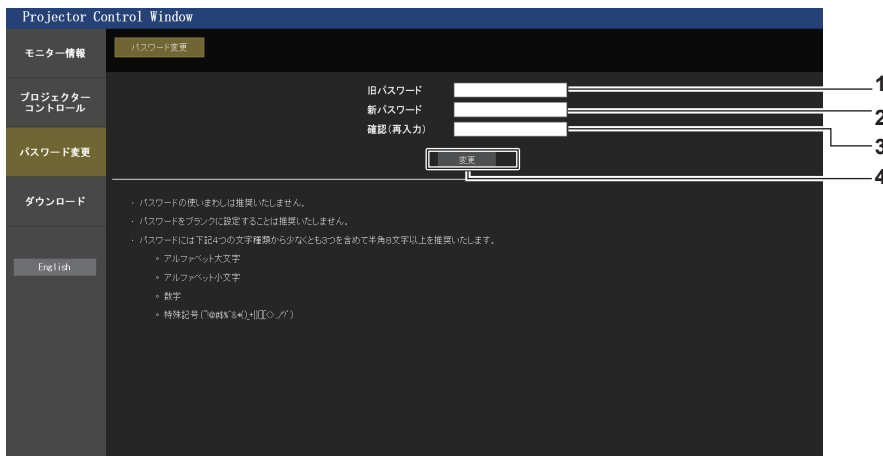 Projector Control Window
モニター情報
パスワード変更
プロジェクター
コントロール
旧パスワード
1
新パスワード
2
確認(再入力)
3
パスワード変更
変更
4
ダウンロード
・ パスワードの使いまわしは推奨いたしません。
・ パスワードをブランクに設定することは推奨いたしません。
・ パスワードには下記4つの文字種類から少なくとも3つを含めて半角8文字以上を推奨いたします。
◦ アルファベット大文字
English
◦ アルファベット小文字
◦ 数字
◦ 特殊記号